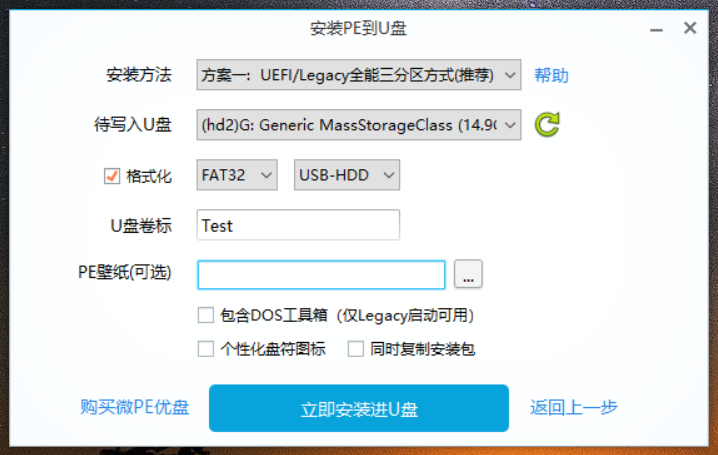 安装PE到U盘
安装方法 方案一: UEFI/Legacy全能三分区方式(推荐) 帮助
待写入U盘 (hd2)G: Generic MassStorageClass (14.9G
格式化 FAT32 USB-HDD
U盘卷标 Test
PE壁纸(可选) ...
包含DOS工具箱（仅Legacy启动可用）
个性化盘符图标 同时复制安装包
购买微PE优盘 立即安装进U盘 返回上一步